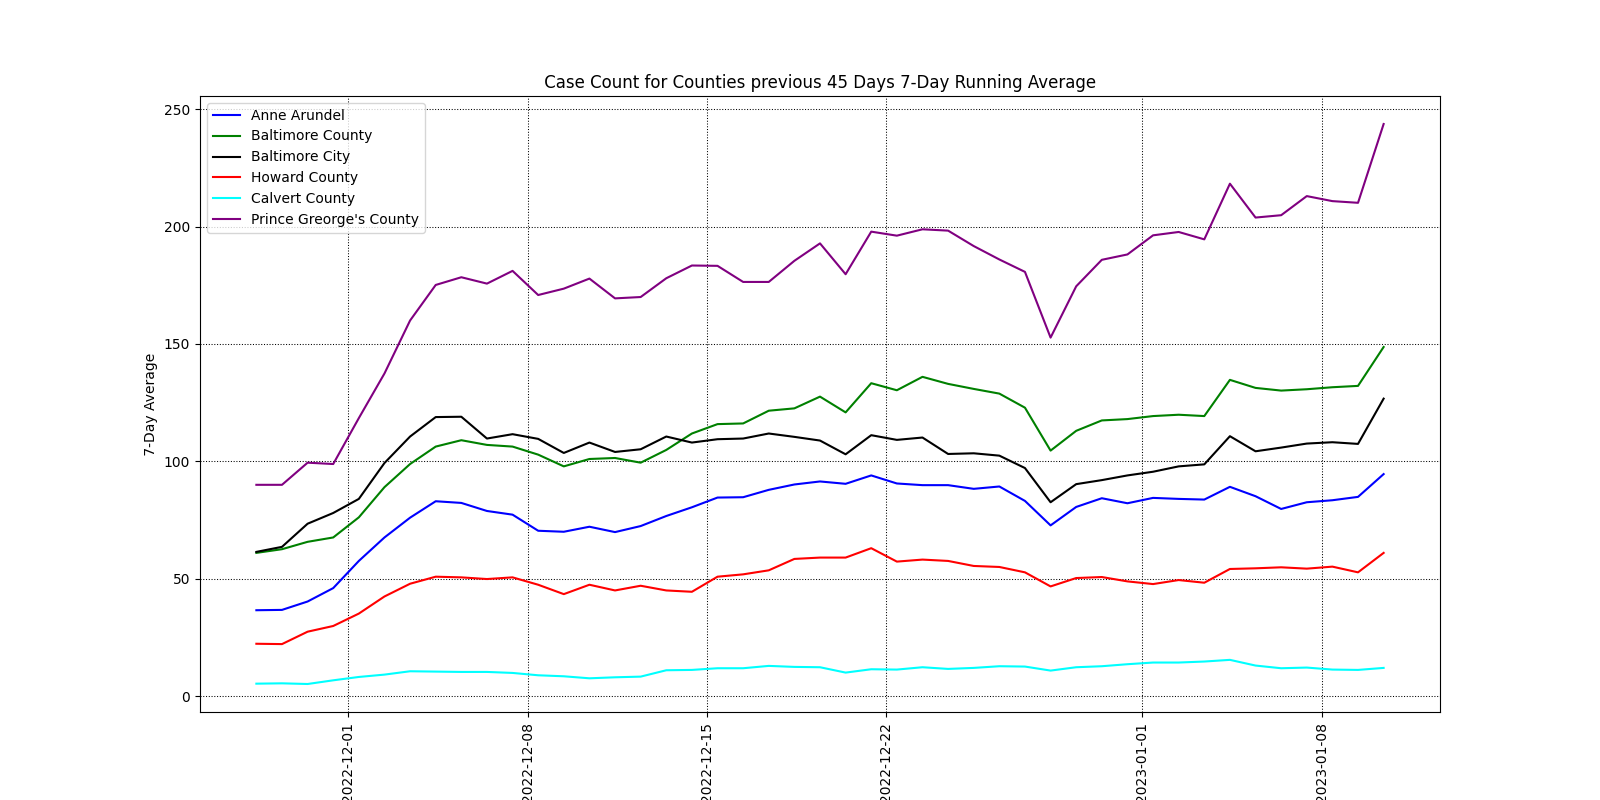 Case Count for Counties previous 45 Days 7-Day Running Average
250
200
150
100
50
0
7-Day Average
Anne Arundel
Baltimore County
Baltimore City
Howard County
Calvert County
Prince Greorge's County
2022-12-01
2022-12-08
2022-12-15
2022-12-22
2023-01-01
2023-01-08